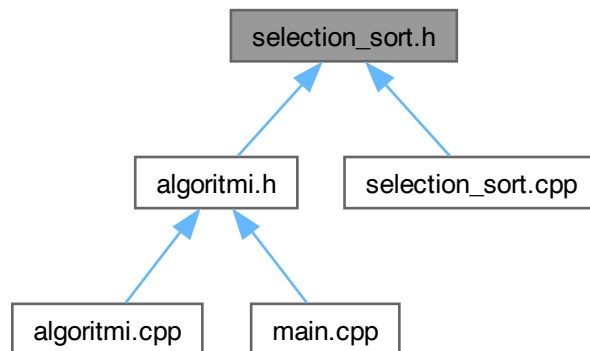 selection_sort.h
algoritmi.h
selection_sort.cpp
algoritmi.cpp
main.cpp